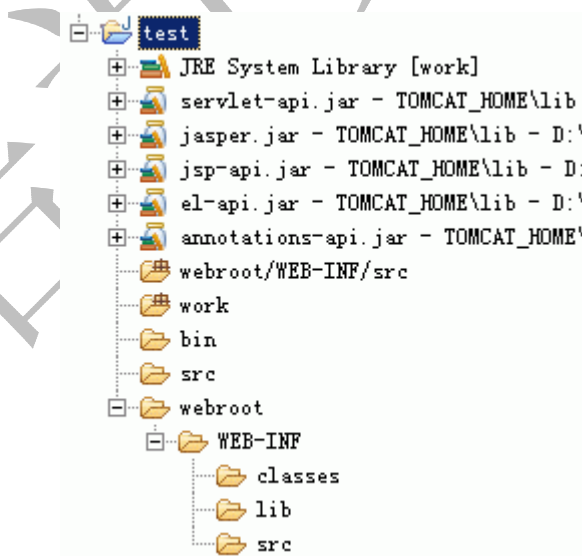 test
JRE System Library [work]
servlet-api.jar - TOMCAT_HOME\lib
jasper.jar - TOMCAT_HOME\lib - D:\
jsp-api.jar - TOMCAT_HOME\lib - D:
el-api.jar - TOMCAT_HOME\lib - D:\
annotations-api.jar - TOMCAT_HOME\
webroot/WEB-INF/src
work
bin
src
webroot
WEB-INF
classes
lib
src